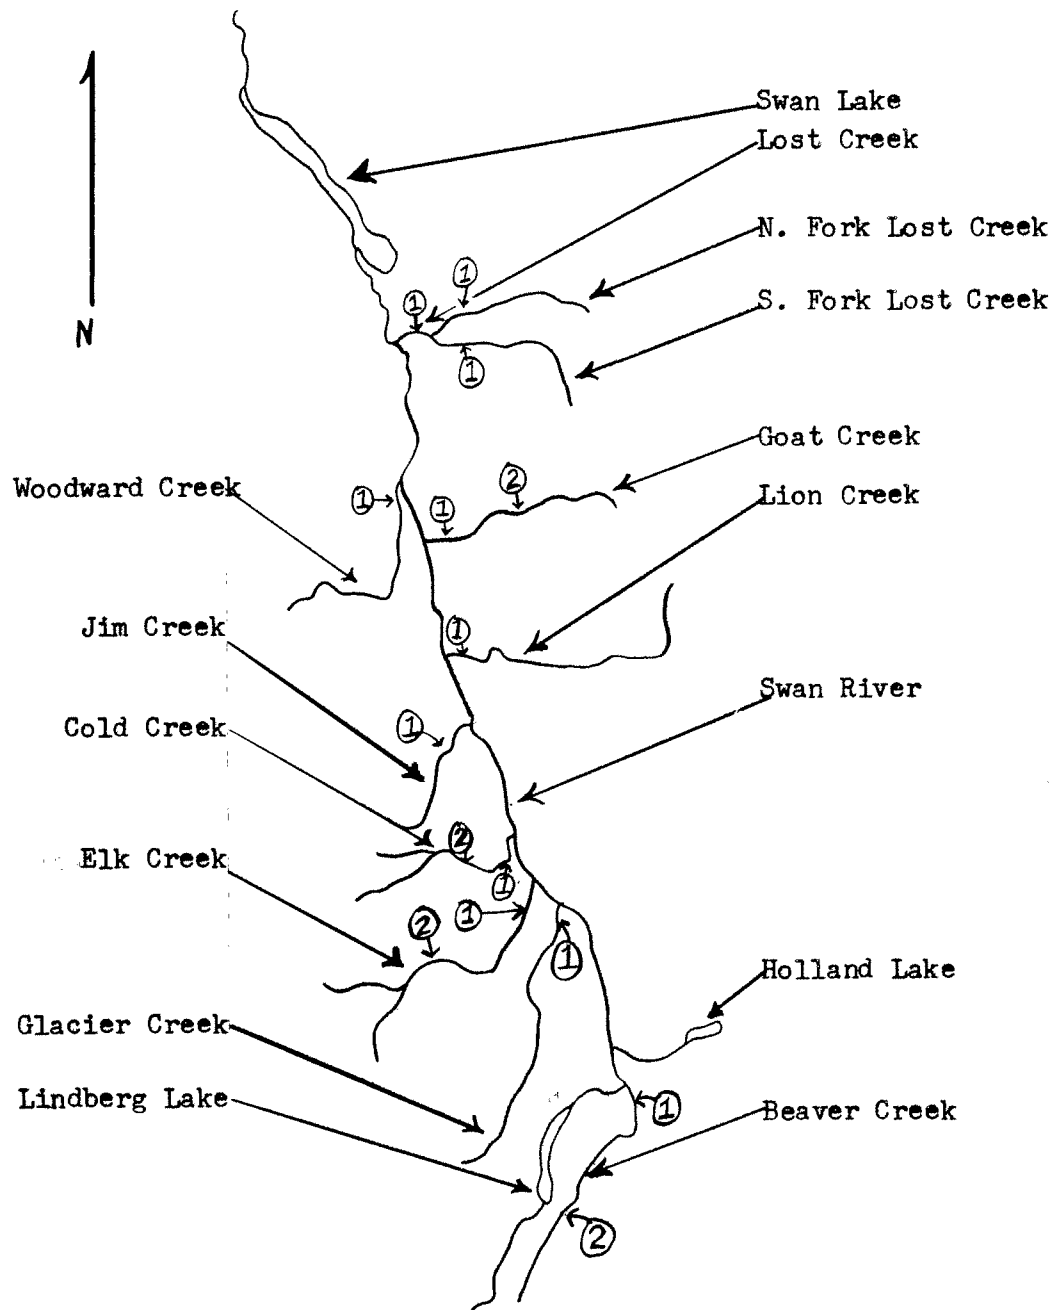 Swan Lake
Lost Creek
N. Fork Lost Creek
1
1
S. Fork Lost Creek
N
1
Goat Creek
2
Woodward Creek
1
1
Lion Creek
Jim Creek
1
Swan River
Cold Creek
1
2
Elk Creek
1
1
2
1
Holland Lake
Glacier Creek
Lindberg Lake
1
Beaver Creek
2